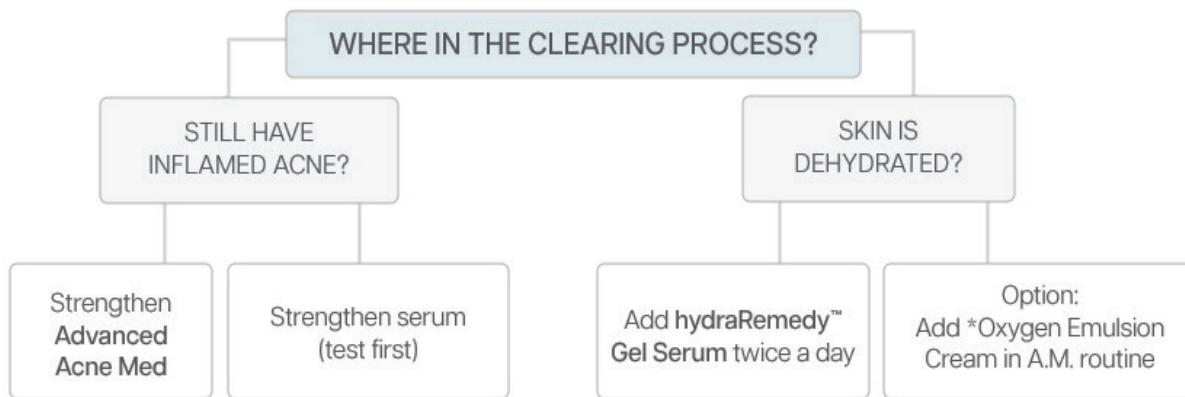 WHERE IN THE CLEARING PROCESS?
STILL HAVE
INFLAMED ACNE?
SKIN IS
DEHYDRATED?
Strengthen
Advanced
Acne Med
Strengthen serum
(test first)
Add hydraRemedy™
Gel Serum twice a day
Option:
Add *Oxygen Emulsion
Cream in A.M. routine